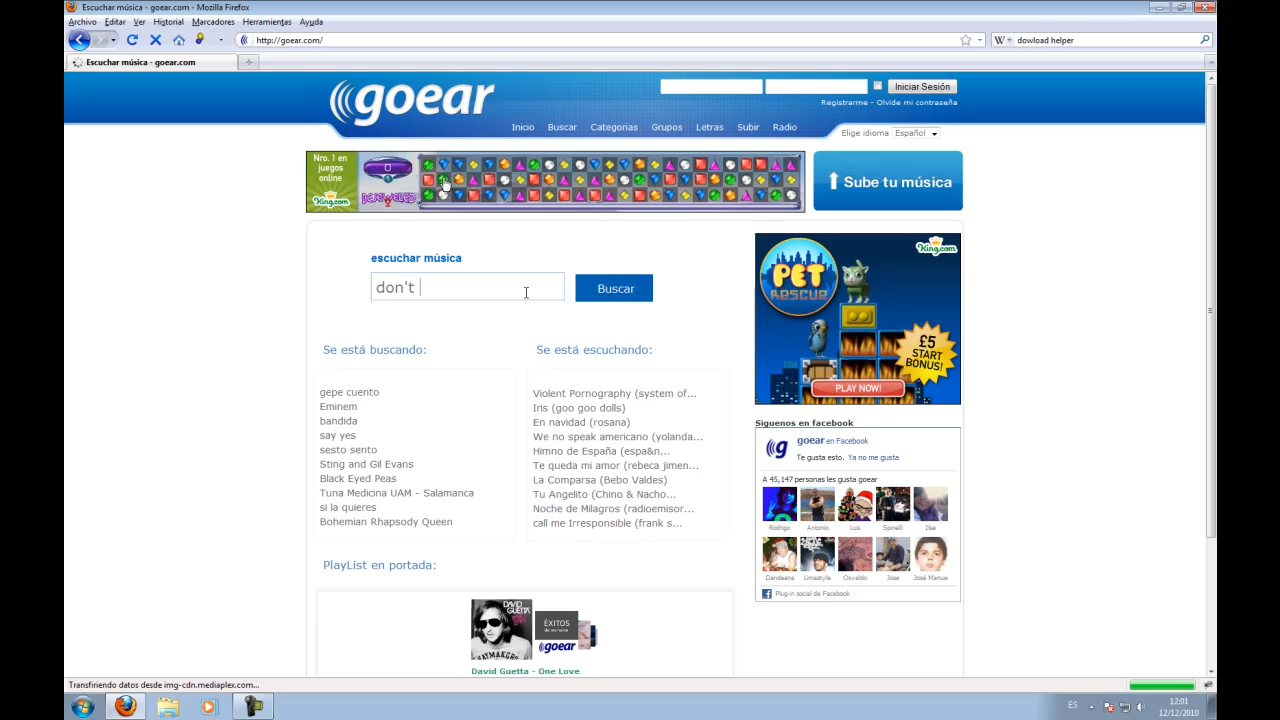 Escuchar música - goear.com - Mozilla Firefox
Archivo Editar Ver Historial Marcadores Herramientas Ayuda
http://goear.com/
W dowload helper
Escuchar música - goear.com
goear
Iniciar Sesión
Registrarme - Olvide mi contraseña
Inicio Buscar Categorias Grupos Letras Subir Radio
Elige idioma Español
Nro. 1 en
juegos
online
King.com
0
BEJEWELED
Sube tu música
escuchar música
don't
Buscar
King.com
PET
RESCUE
£5
START
BONUS!
PLAY NOW!
Se está buscando:
gepe cuento
Eminem
bandida
say yes
sesto sento
Sting and Gil Evans
Black Eyed Peas
Tuna Medicina UAM - Salamanca
si la quieres
Bohemian Rhapsody Queen
Se está escuchando:
Violent Pornography (system of...
Iris (goo goo dolls)
En navidad (rosana)
We no speak americano (yolanda...
Himno de España (espa&n...
Te queda mi amor (rebeca jimen...
La Comparsa (Bebo Valdes)
Tu Angelito (Chino & Nacho...
Noche de Milagros (radioemisor...
call me Irresponsible (frank s...
Siguenos en facebook
goear en Facebook
Te gusta esto. Ya no me gusta
A 45,147 persones les gusta goear
Rodrigo Antonio Luis Spinelli Ilse
Dandeana Limastyle Osvaldo Jose José Manue
Plug-in social de Facebook
PlayList en portada:
DAVID
GUETTA
ÉXITOS
goear
David Guetta - One Love
Transfiriendo datos desde img-cdn.mediaplex.com...
ES
12:01
12/12/2010